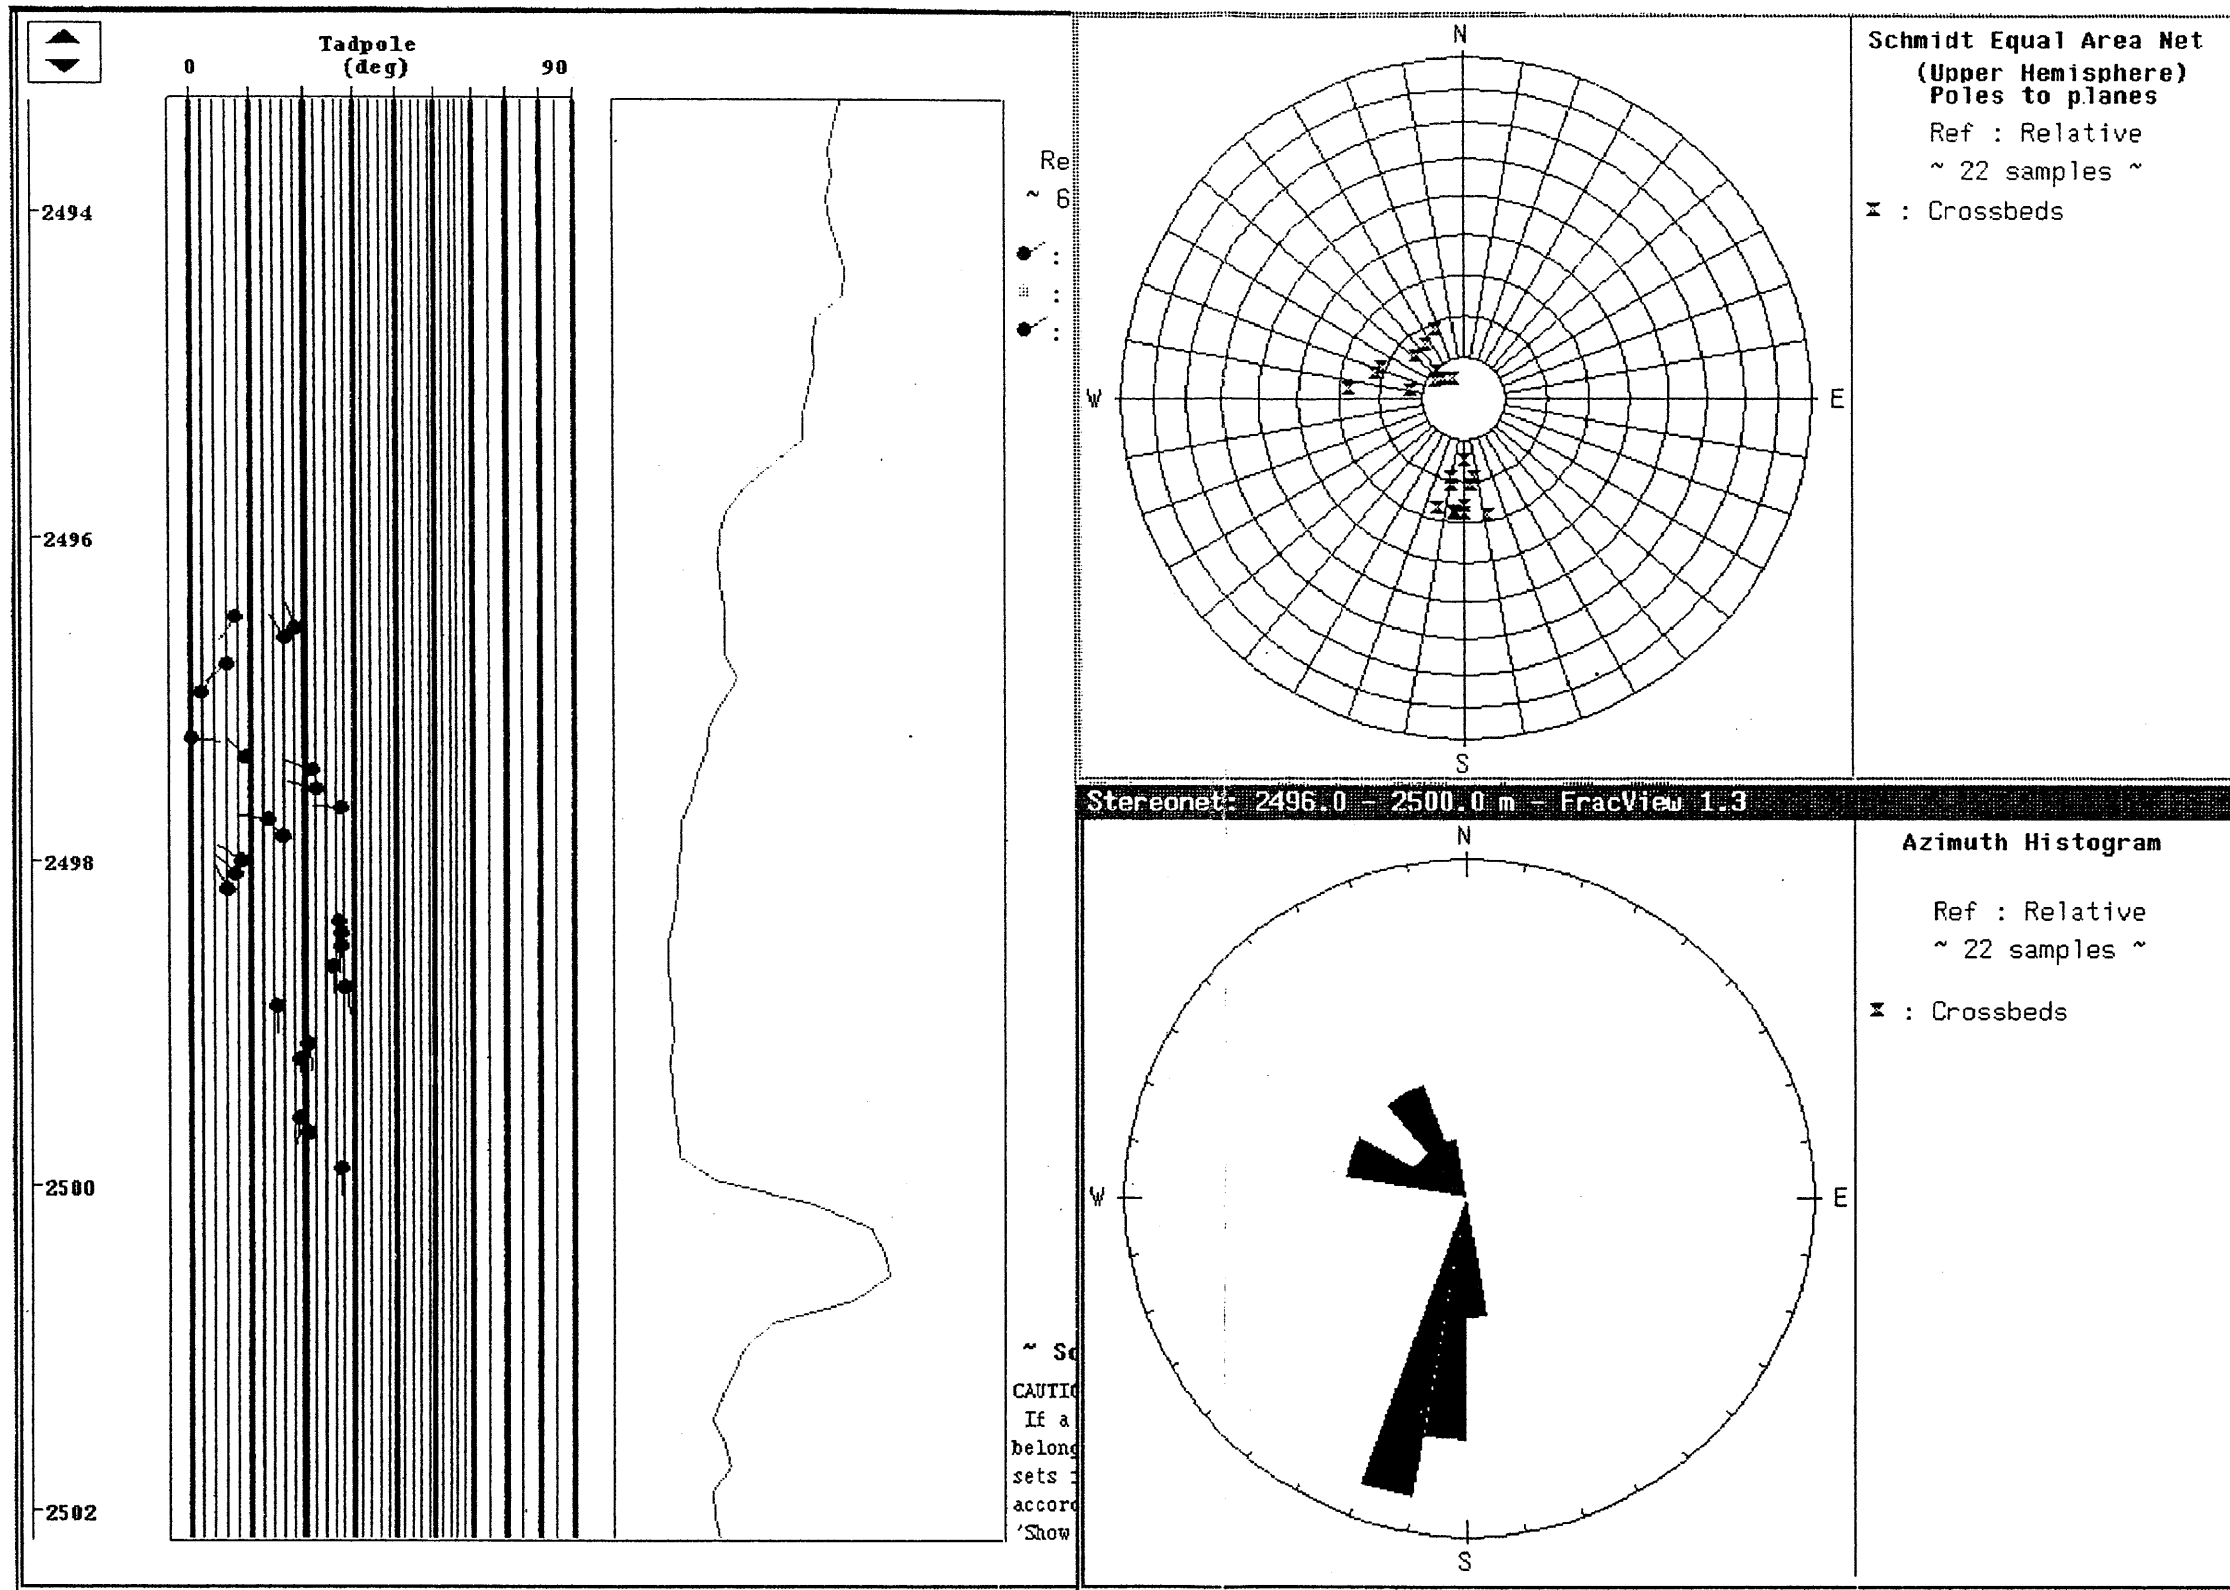 Tadpole
(deg)
0
90
2494
2496
2498
2500
2502
Re
~ 6
:
:
:
~ Sc
CAUTIO
If a
belong
sets
accord
'Show
N
W
E
S
Schmidt Equal Area Net
(Upper Hemisphere)
Poles to planes
Ref : Relative
~ 22 samples ~
: Crossbeds
Stereonet: 2496.0 - 2500.0 m - FracView 1.3
N
W
E
S
Azimuth Histogram
Ref : Relative
~ 22 samples ~
: Crossbeds